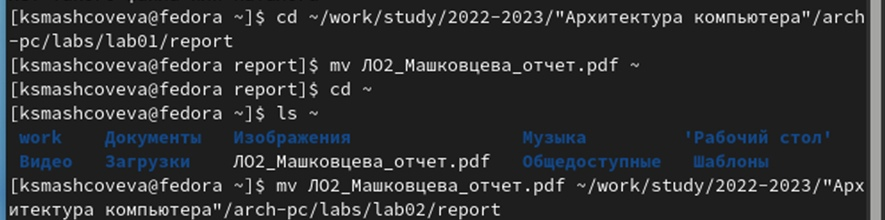 [ksmashcoveva@fedora ~]$ cd ~/work/study/2022-2023/"Архитектура компьютера"/arch
-pc/labs/lab01/report
[ksmashcoveva@fedora report]$ mv ЛО2_Машковцева_отчет.pdf ~
[ksmashcoveva@fedora report]$ cd ~
[ksmashcoveva@fedora ~]$ ls ~
work Документы Изображения Музыка 'Рабочий стол'
Видео Загрузки ЛО2_Машковцева_отчет.pdf Общедоступные Шаблоны
[ksmashcoveva@fedora ~]$ mv ЛО2_Машковцева_отчет.pdf ~/work/study/2022-2023/"Арх
итектура компьютера"/arch-pc/labs/lab02/report